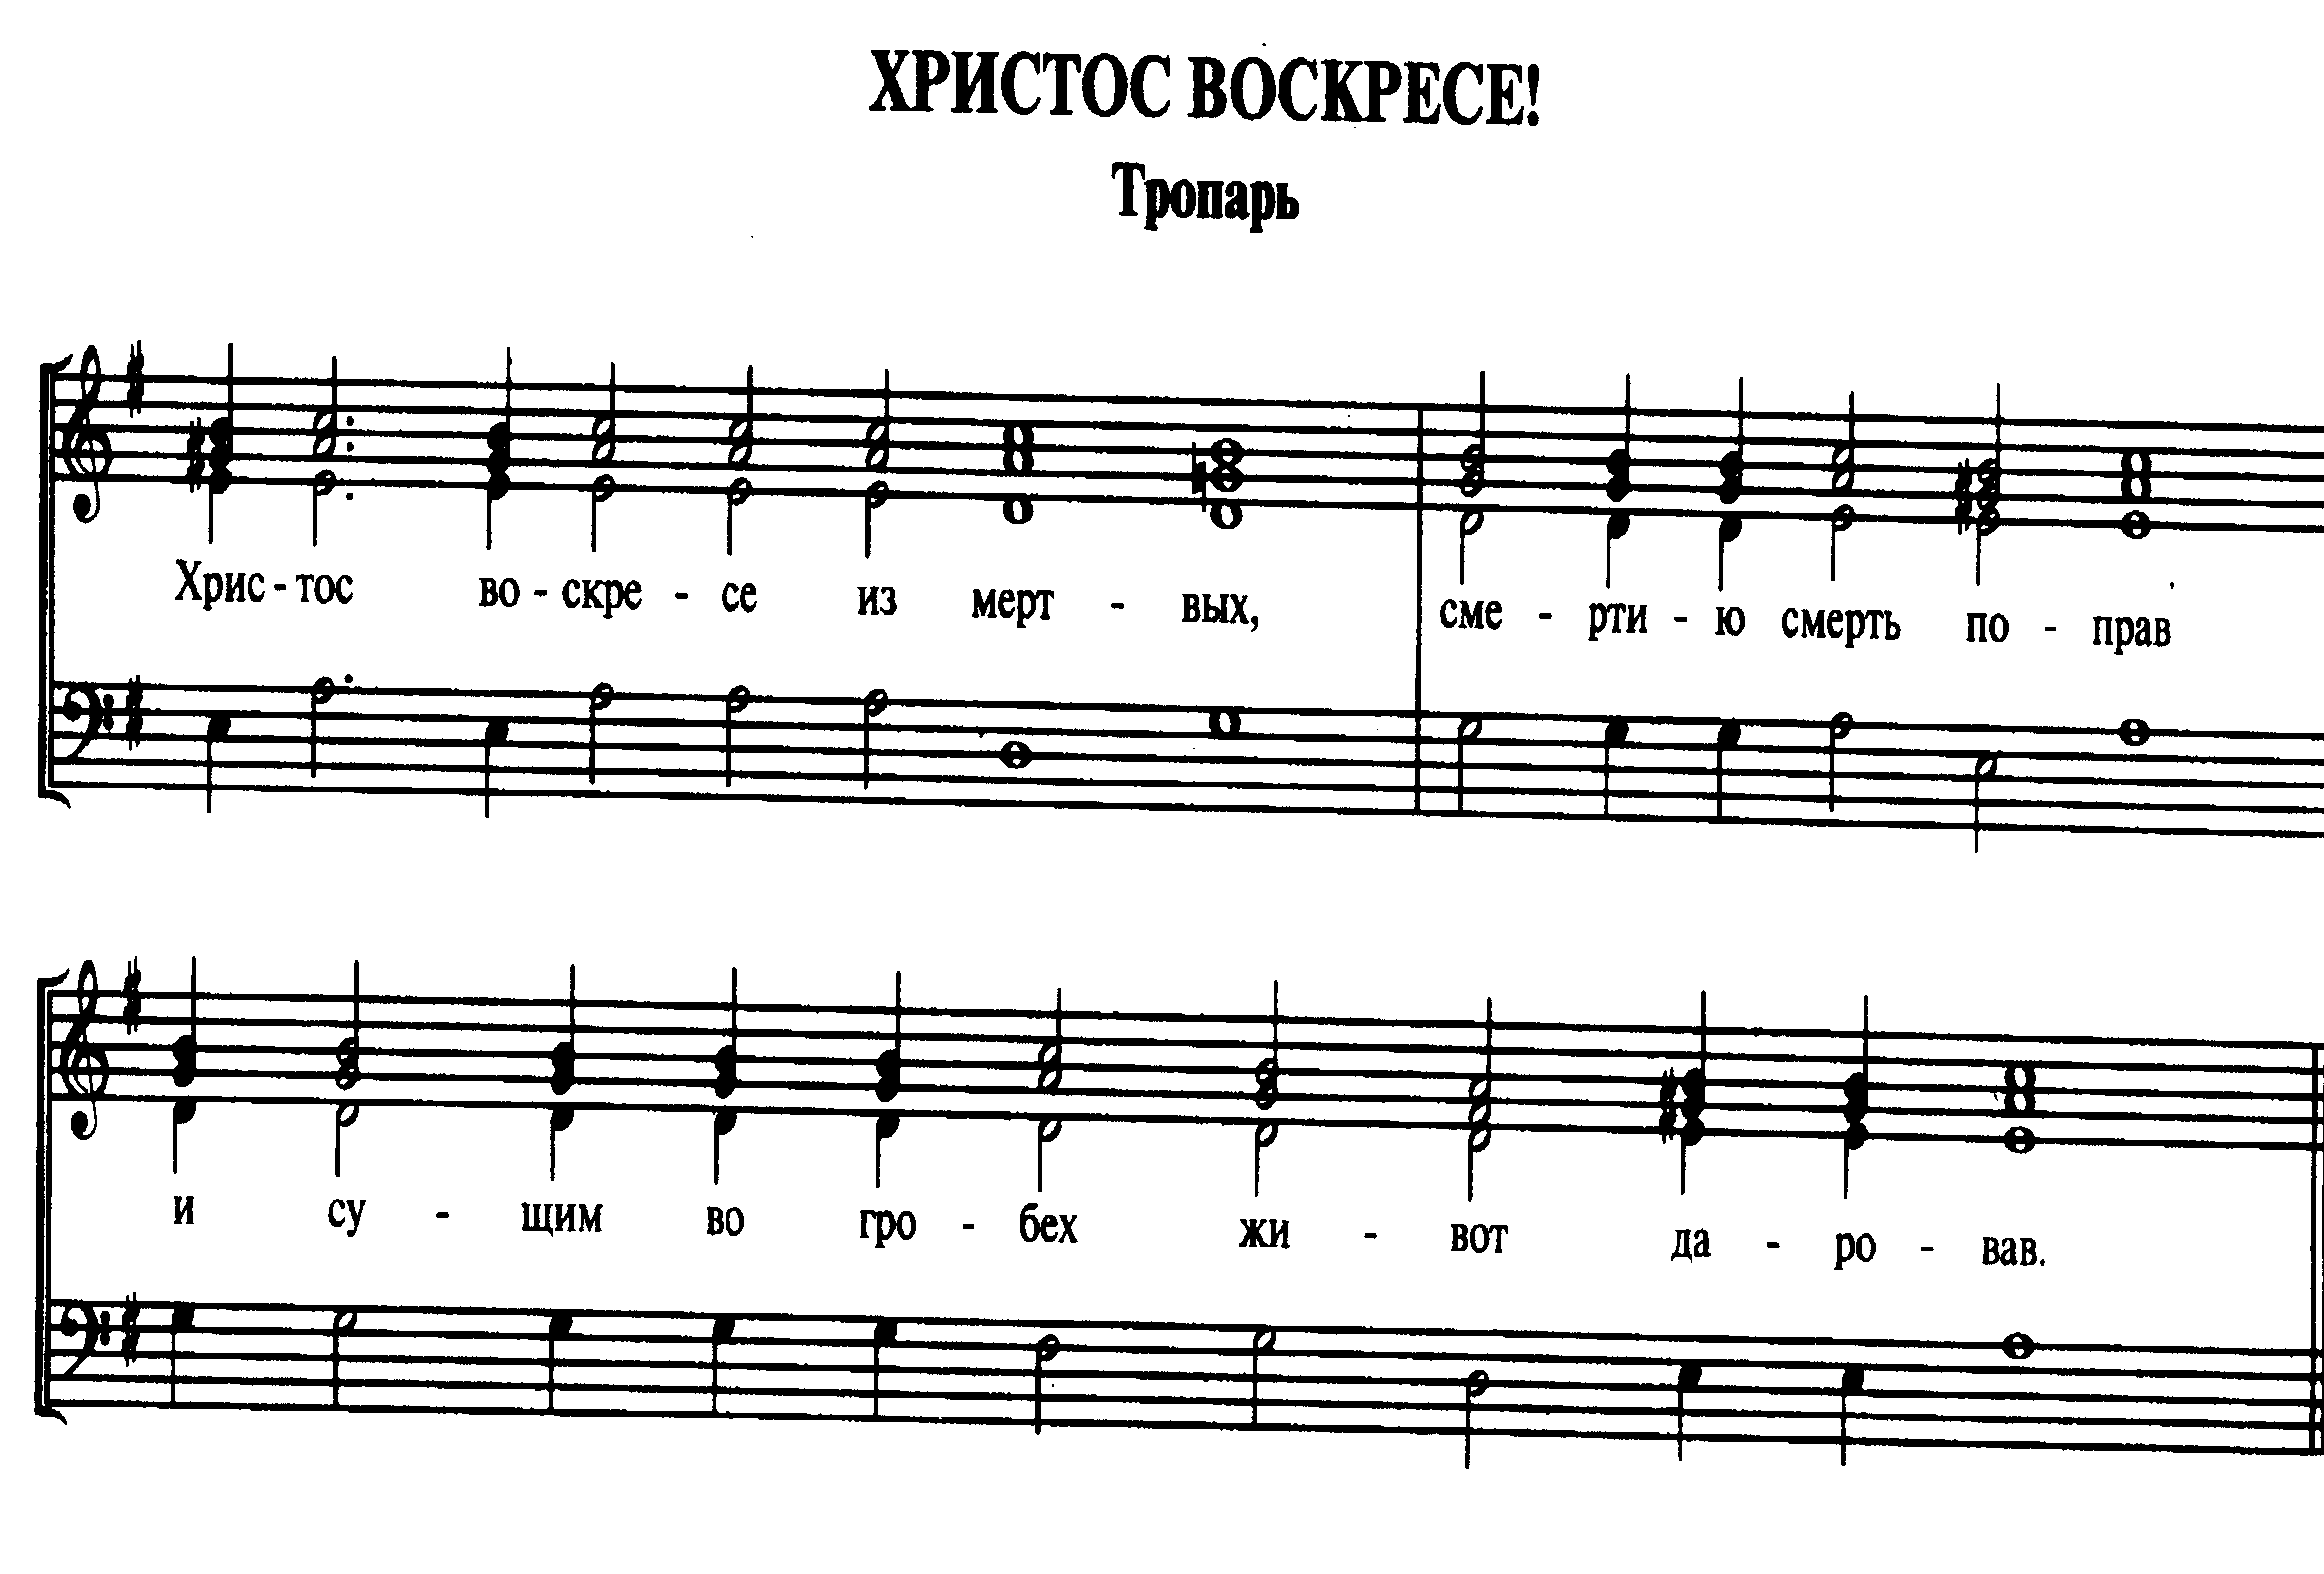 ХРИСТОС ВОСКРЕСЕ!
Тропарь
Хрис - тос во - скре - се из мерт - вых, сме - рти - ю смерть по - прав
и су - щим во гро - бех жи - вот да - ро - вав.